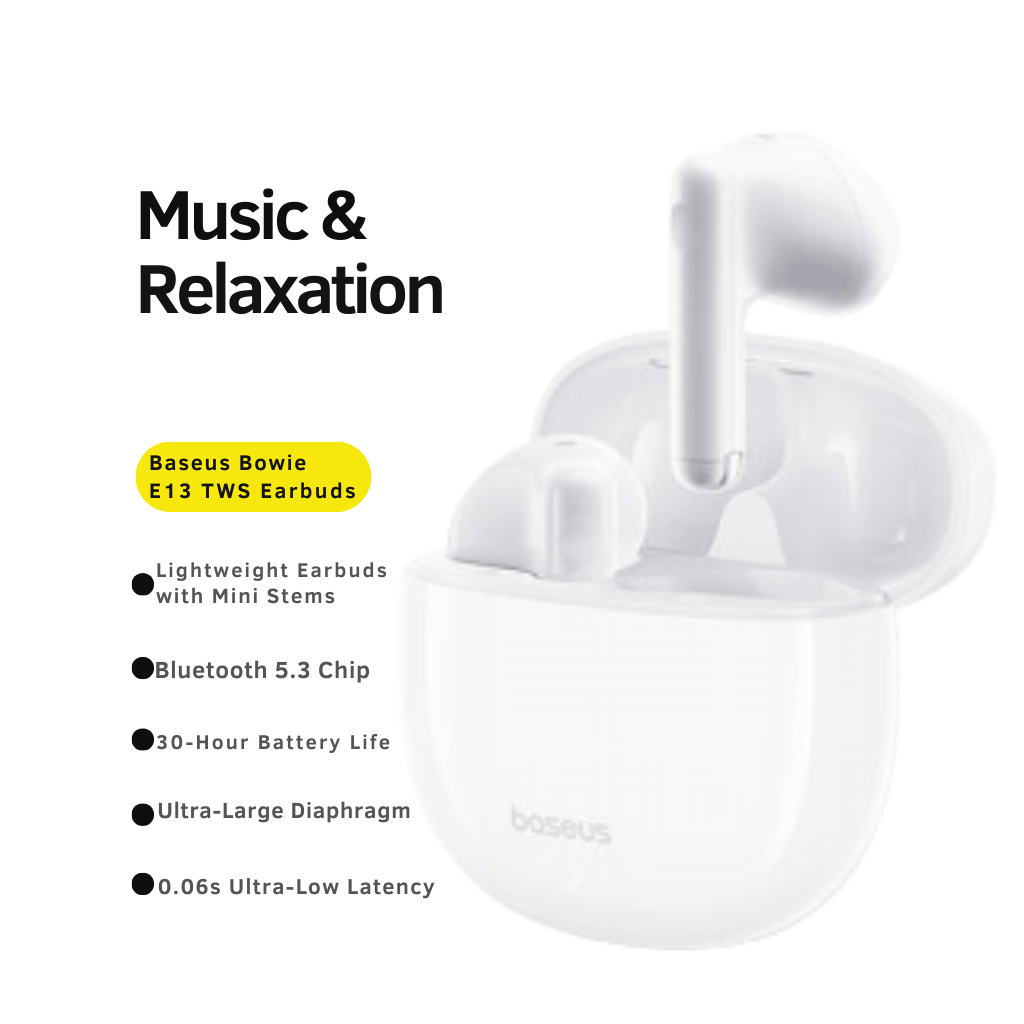 Music &
Relaxation
Baseus Bowie
E13 TWS Earbuds
Lightweight Earbuds
with Mini Stems
Bluetooth 5.3 Chip
30-Hour Battery Life
Ultra-Large Diaphragm
0.06s Ultra-Low Latency
baseus